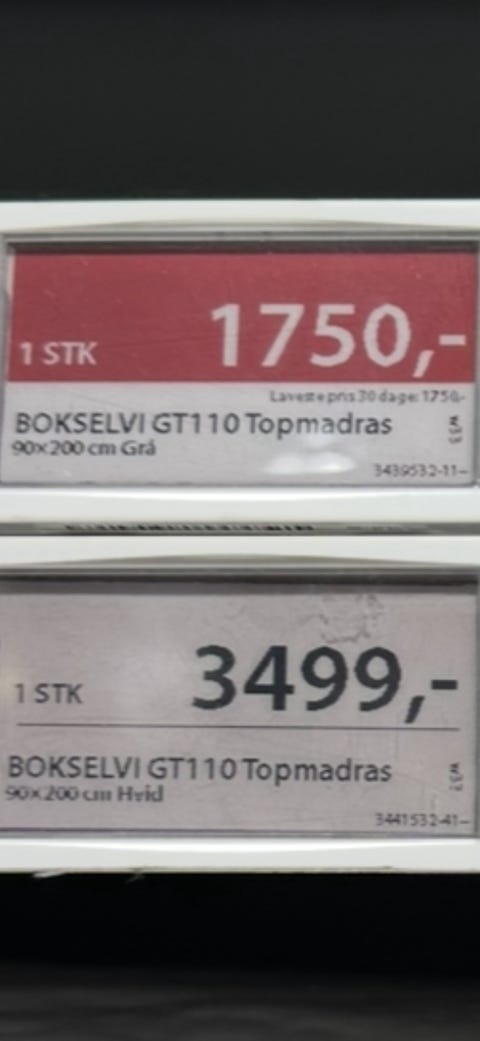 1750,-
1 STK
Laveste pris 30 dage: 1750,-
BOKSELVI GT110 Topmadras
90x200 cm Grå
w33
3439532-11-
3499,-
1 STK
BOKSELVI GT110 Topmadras
90x200 cm Hvid
3441532-41-